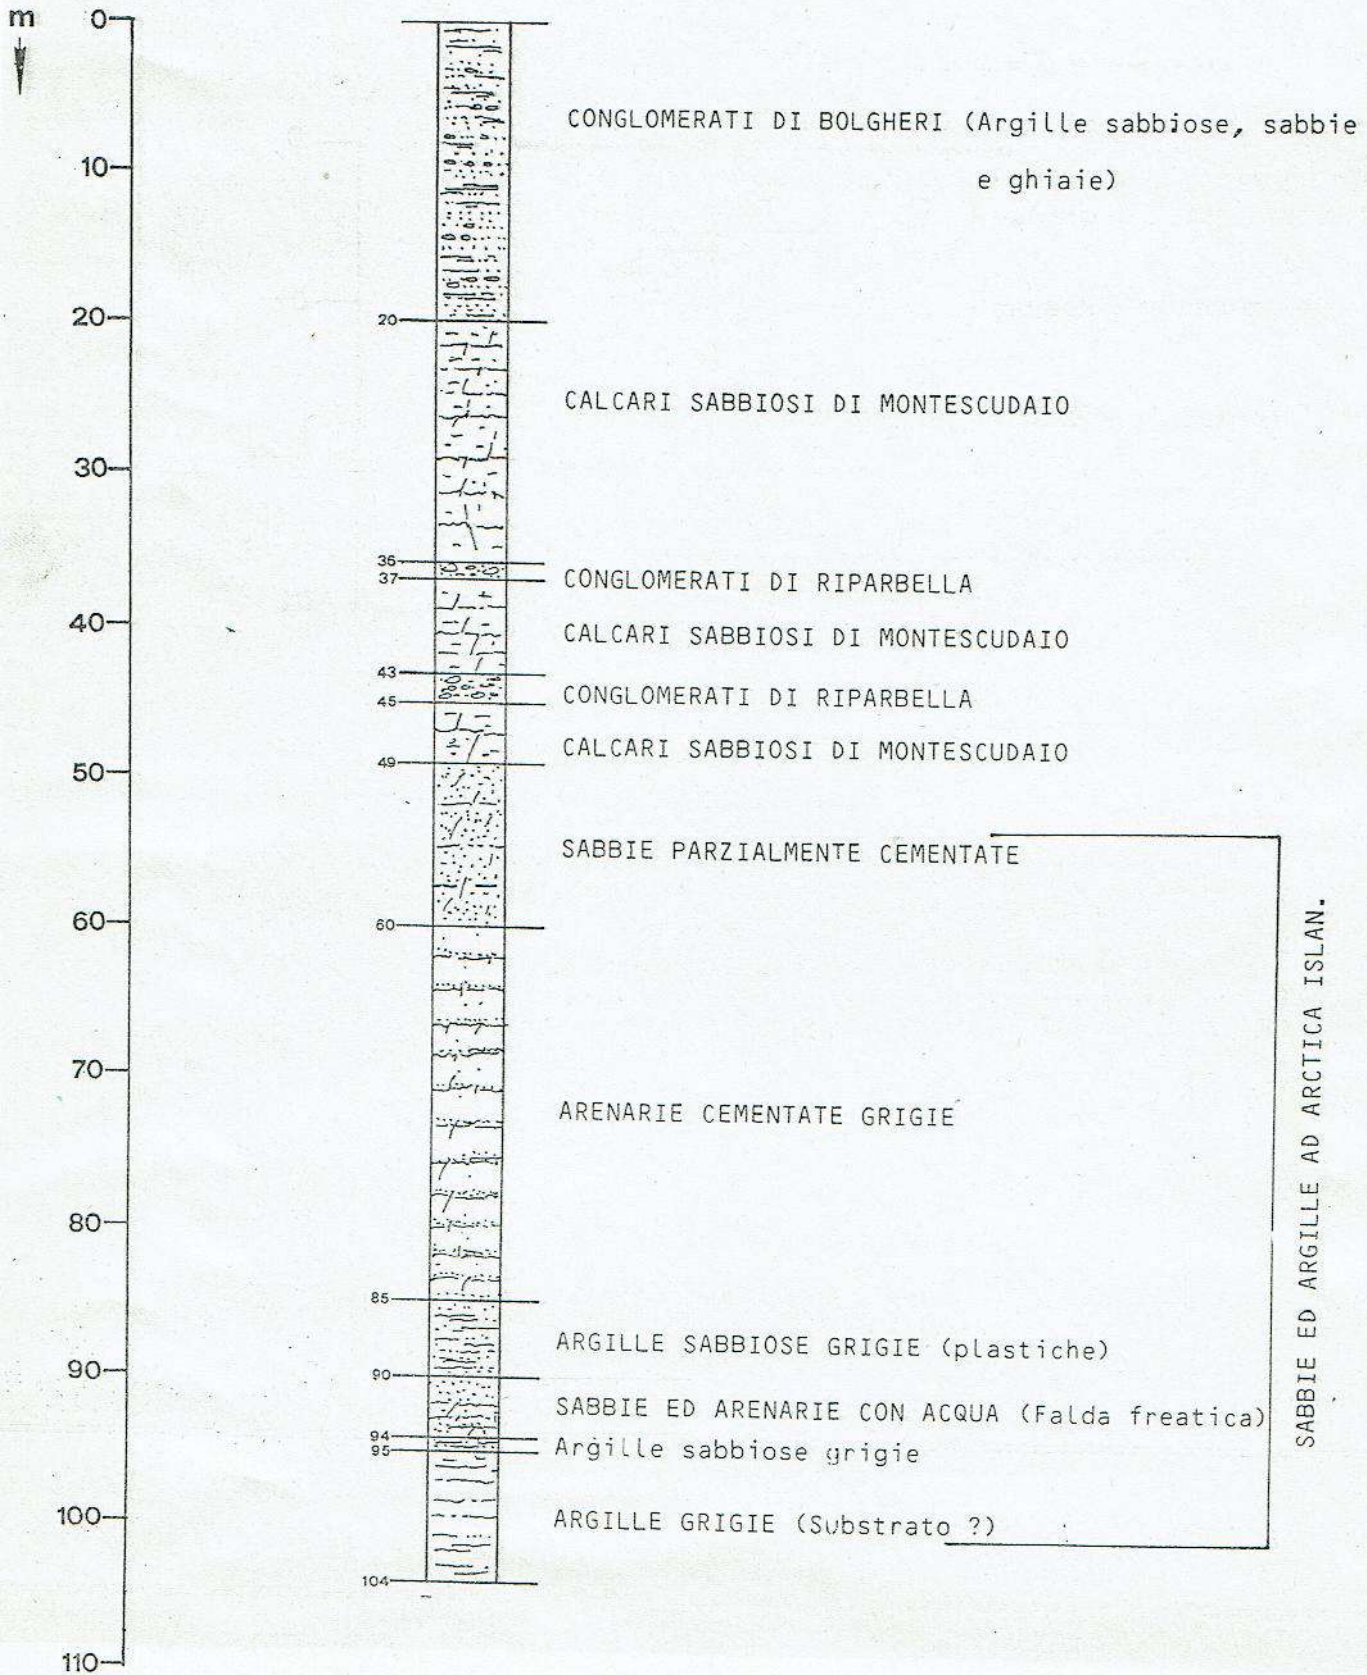 m
0
CONGLOMERATI DI BOLGHERI (Argille sabbiose, sabbie
e ghiaie)
10
20
20
CALCARI SABBIOSI DI MONTESCUDAIO
30
36
37
CONGLOMERATI DI RIPARBELLA
40
CALCARI SABBIOSI DI MONTESCUDAIO
43
45
CONGLOMERATI DI RIPARBELLA
CALCARI SABBIOSI DI MONTESCUDAIO
49
50
SABBIE PARZIALMENTE CEMENTATE
60
60
70
ARENARIE CEMENTATE GRIGIE
80
85
ARGILLE SABBIOSE GRIGIE (plastiche)
90
90
SABBIE ED ARENARIE CON ACQUA (Falda freatica)
94
95
Argille sabbiose grigie
100
ARGILLE GRIGIE (Substrato ?)
104
110
SABBIE ED ARGILLE AD ARCTICA ISLAN.